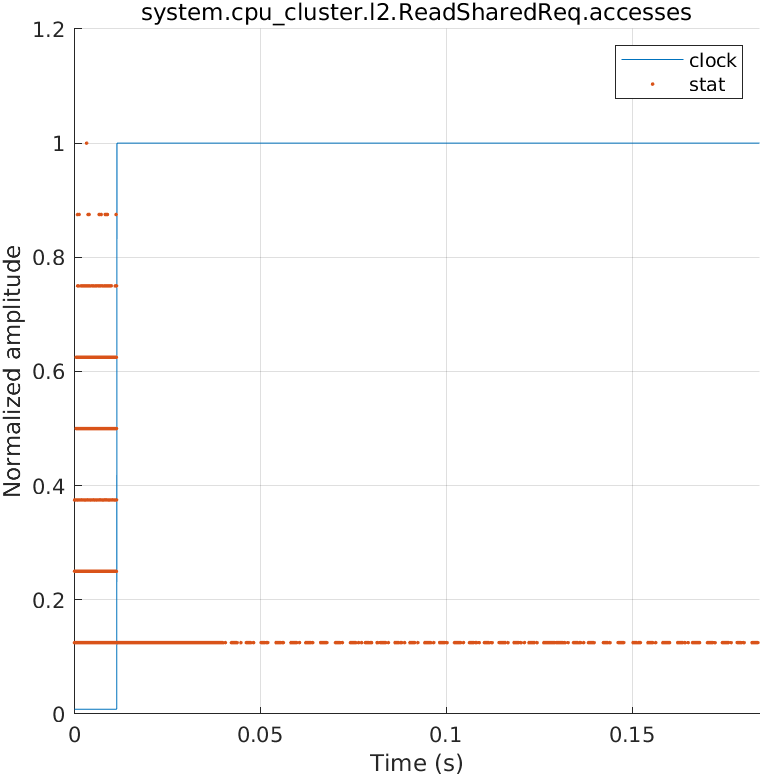 system.cpu_cluster.l2.ReadSharedReq.accesses
1.2
1
0.8
0.6
0.4
0.2
0
Normalized amplitude
clock
stat
0 0.05 0.1 0.15
Time (s)